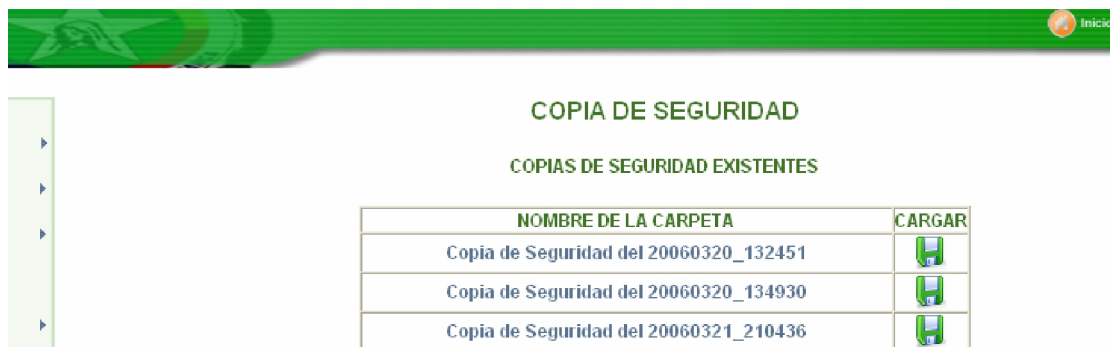 Inicio
COPIA DE SEGURIDAD
COPIAS DE SEGURIDAD EXISTENTES
NOMBRE DE LA CARPETA CARGAR
Copia de Seguridad del 20060320_132451
Copia de Seguridad del 20060320_134930
Copia de Seguridad del 20060321_210436